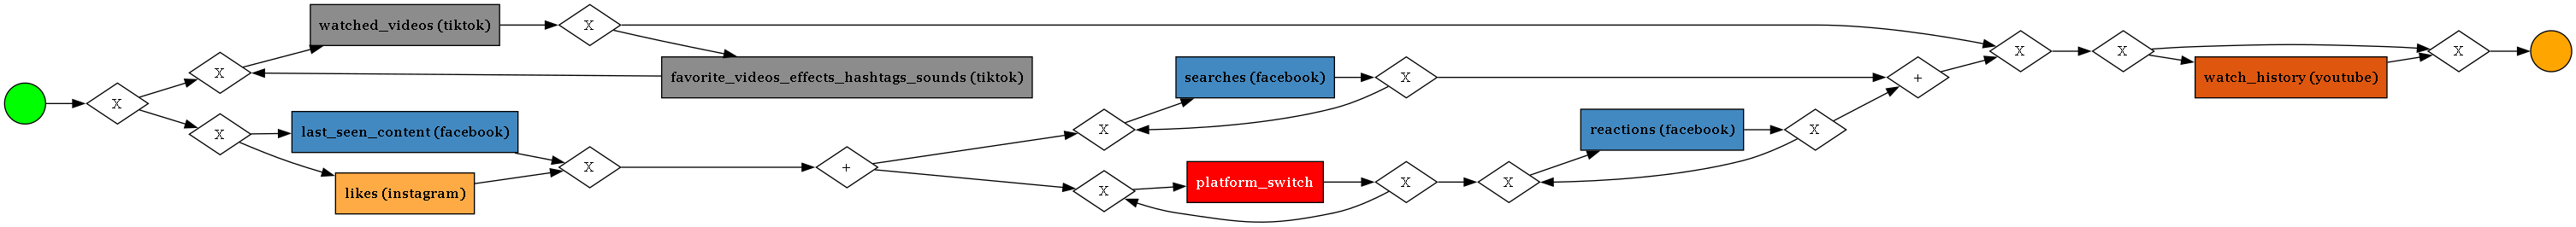 watched_videos (tiktok)
X
X
X
X
X
X
favorite_videos_effects_hashtags_sounds (tiktok)
searches (facebook)
X
+
watch_history (youtube)
X
last_seen_content (facebook)
X
X
reactions (facebook)
X
likes (instagram)
X
+
X
platform_switch
X
X